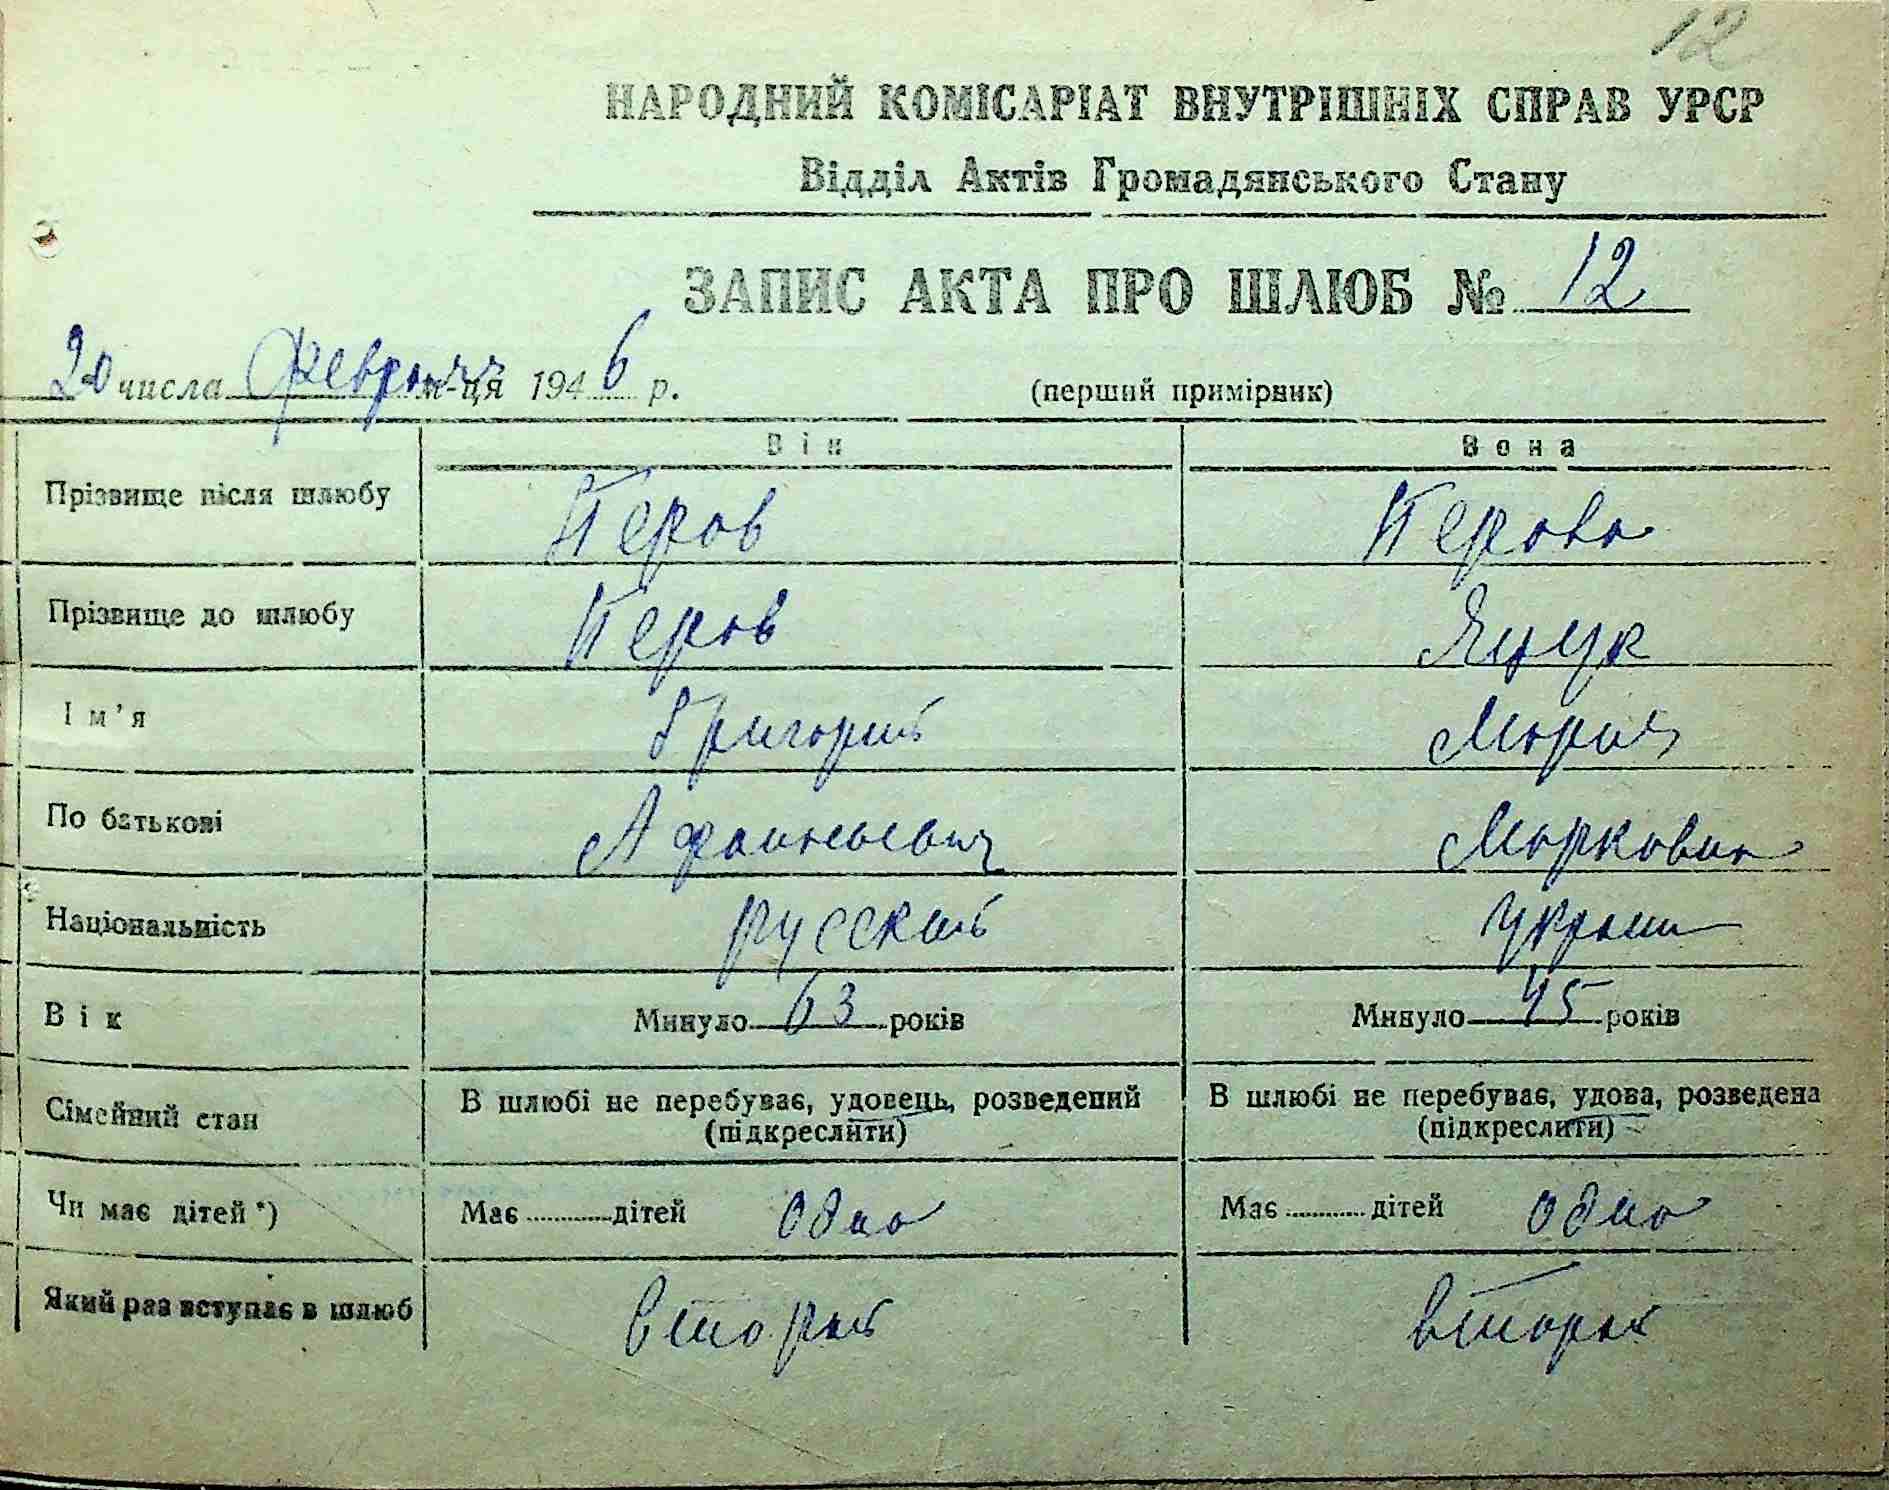 12
НАРОДНИЙ КОМІСАРІАТ ВНУТРІШНІХ СПРАВ УРСР
Відділ Актів Громадянського Стану
ЗАПИС АКТА ПРО ШЛЮБ № 12
20 числа февраля м-ця 1946 р. (перший примірник)
Він Вона
Прізвище після шлюбу Перов Перова
Прізвище до шлюбу Перов Яцук
Ім'я Григорий Мария
По батькові Афанасьевич Марковна
Національність русский украин
Вік Минуло 63 років Минуло 45 років
Сімейний стан В шлюбі не перебуває, удовець, розведений В шлюбі не перебуває, удова, розведена
(підкреслити) (підкреслити)
Чи має дітей *) Має дітей одно Має дітей одно
Який раз вступає в шлюб второй второй